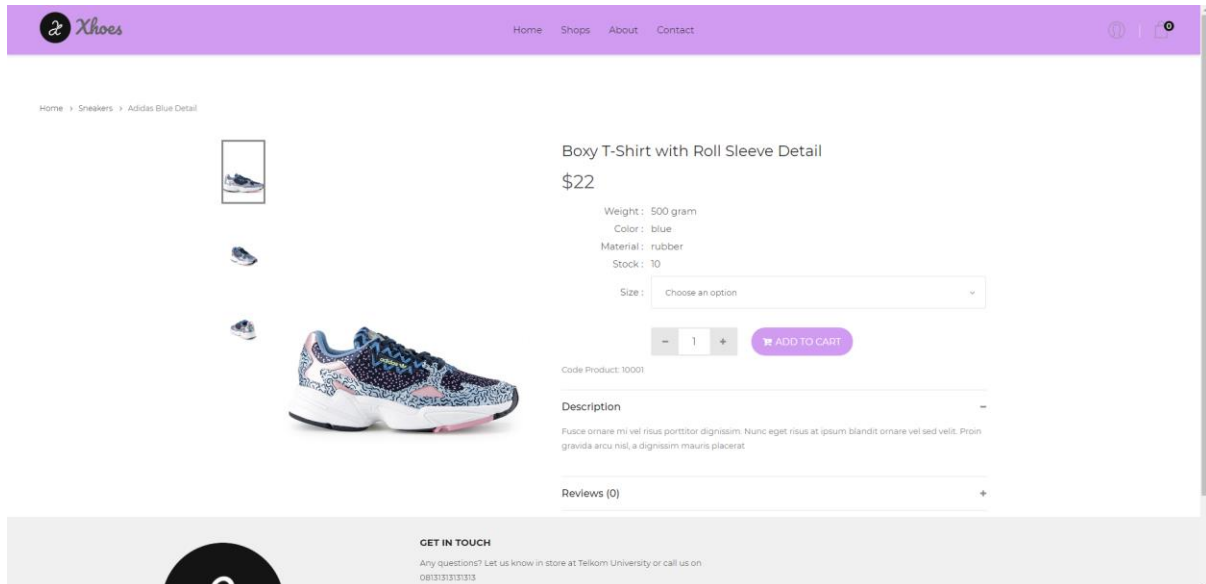 Xhoes
Home Shops About Contact
0
Home > Sneakers > Adidas Blue Detail
Boxy T-Shirt with Roll Sleeve Detail
$22
Weight : 500 gram
Color : blue
Material : rubber
Stock : 10
Size : Choose an option
- 1 + ADD TO CART
Code Product: 10001
Description -
Fusce ornare mi vel risus porttitor dignissim. Nunc eget risus at ipsum blandit ornare vel sed velit. Proin
gravida arcu nisl, a dignissim mauris placerat
Reviews (0) +
GET IN TOUCH
Any questions? Let us know in store at Telkom University or call us on
08131313131313